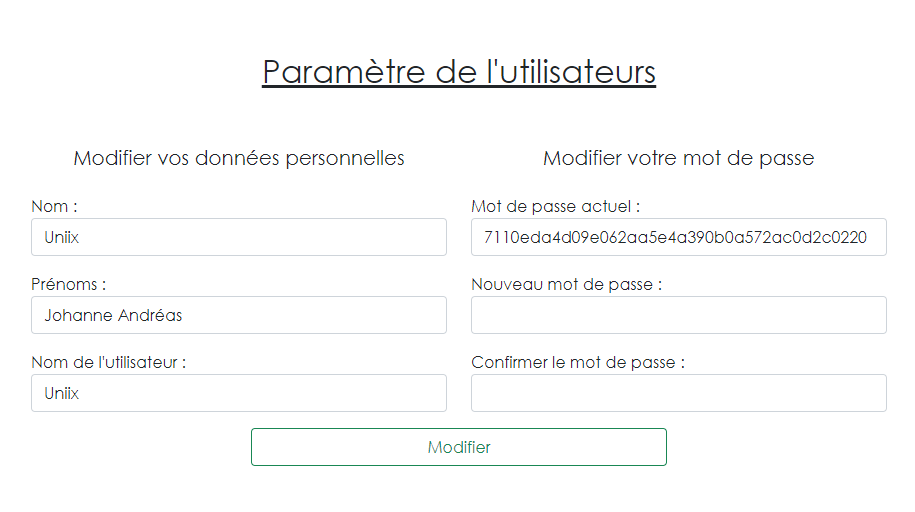 Paramètre de l'utilisateurs
Modifier vos données personnelles
Nom :
Uniix
Prénoms :
Johanne Andréas
Nom de l'utilisateur :
Uniix
Modifier votre mot de passe
Mot de passe actuel :
7110eda4d09e062aa5e4a390b0a572ac0d2c0220
Nouveau mot de passe :
Confirmer le mot de passe :
Modifier